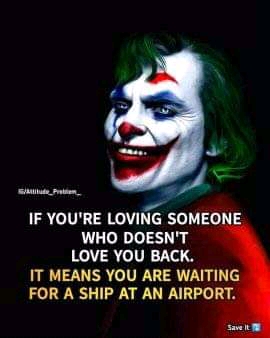 IG/Attitude_Problem_
IF YOU'RE LOVING SOMEONE
WHO DOESN'T
LOVE YOU BACK.
IT MEANS YOU ARE WAITING
FOR A SHIP AT AN AIRPORT.
Save It